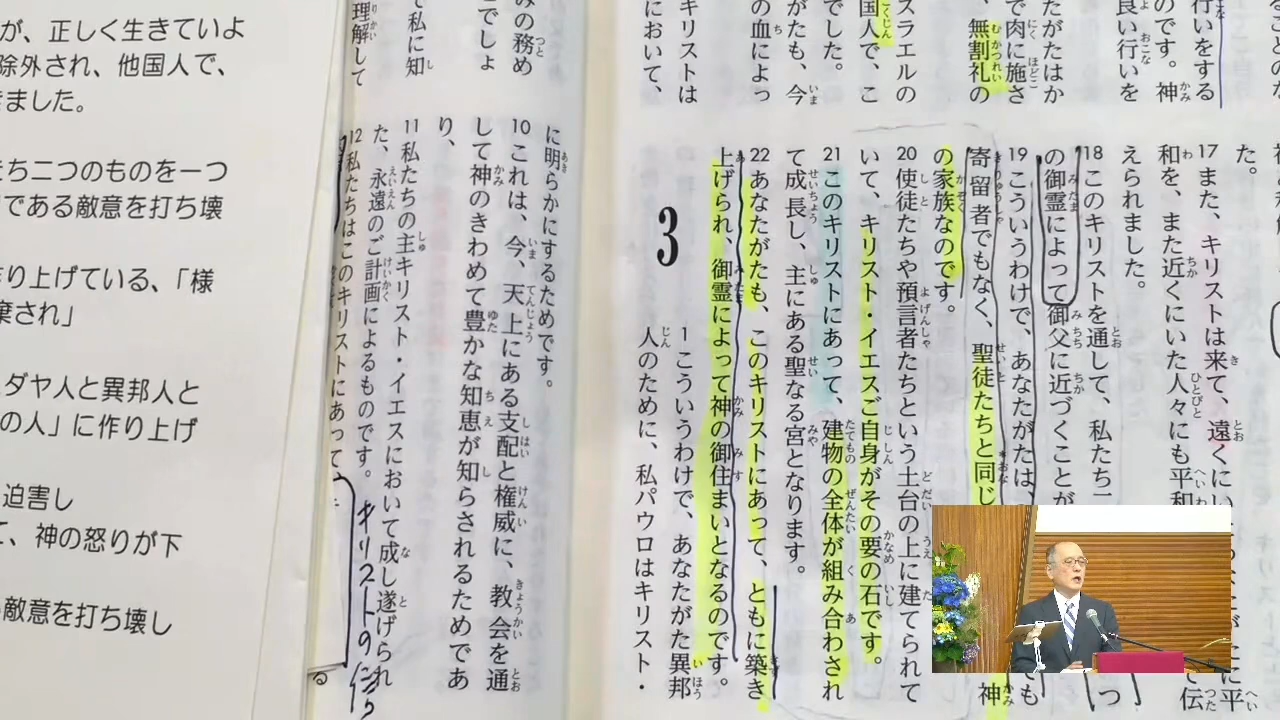 行いをする
のです。神
良い行いを
たがたはか
で肉に施さ
、無割礼の
スラエルの
国人で、こ
でした。
がたも、今
の血によっ
キリストは
において、
た。
17また、キリストは来て、遠くにい
和を、また近くにいた人々にも平和
えられました。
18このキリストを通して、私たち二
の御霊によって御父に近づくことが
19こういうわけで、あなたがたは、
寄留者でもなく、聖徒たちと同じ
の家族なのです。
20使徒たちや預言者たちという土台の上に建てられて
いて、キリスト・イエスご自身がその要の石です。
21このキリストにあって、建物の全体が組み合わされ
て成長し、主にある聖なる宮となります。
22あなたがたも、このキリストにあって、ともに築き
上げられ、御霊によって神の御住まいとなるのです。
3
1こういうわけで、あなたがた異邦
人のために、私パウロはキリスト・
みの務め
でしょ
で私に知
理解して
に明らかにするためです。
10これは、今、天上にある支配と権威に、教会を通
して神のきわめて豊かな知恵が知らされるためであ
り、
11私たちの主キリスト・イエスにおいて成し遂げられ
た、永遠のご計画によるものです。
12私たちはこのキリストにあって
キリストの
が、正しく生きていよ
除外され、他国人で、
きました。
たち二つのものを一つ
である敵意を打ち壊
り上げている、「様
棄され」
ダヤ人と異邦人と
の人」に作り上げ
迫害し
て、神の怒りが下
敵意を打ち壊し